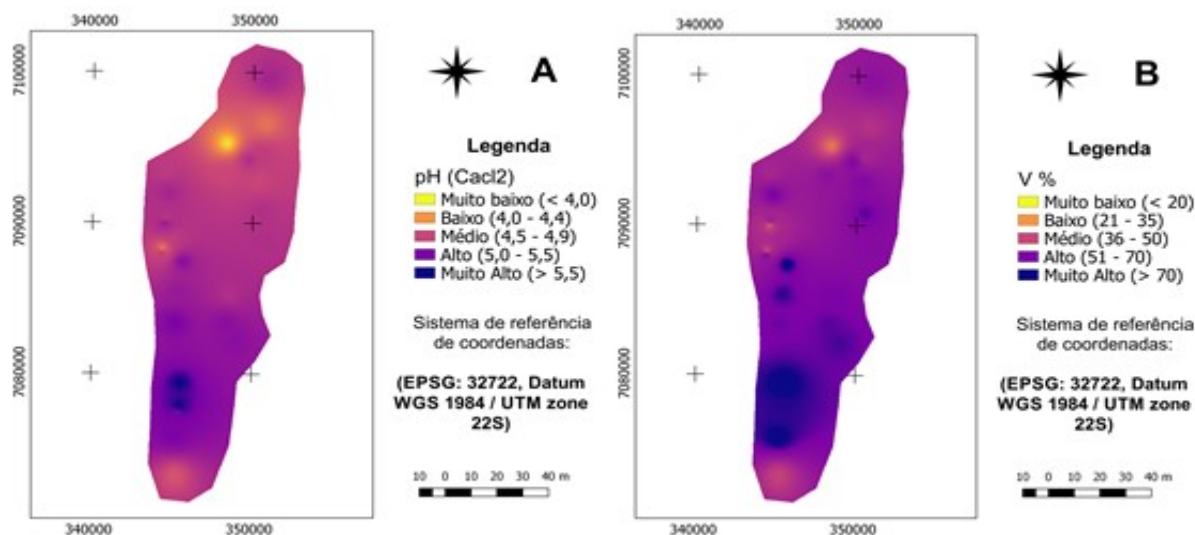 340000 350000
7100000
7090000
7080000
340000 350000
A
Legenda
pH (Cacl2)
Muito baixo (< 4,0)
Baixo (4,0 - 4,4)
Médio (4,5 - 4,9)
Alto (5,0 - 5,5)
Muito Alto (> 5,5)
Sistema de referência
de coordenadas:
(EPSG: 32722, Datum
WGS 1984 / UTM zone
22S)
10 0 10 20 30 40 m
340000 350000
7100000
7090000
7080000
340000 350000
B
Legenda
V %
Muito baixo (< 20)
Baixo (21 - 35)
Médio (36 - 50)
Alto (51 - 70)
Muito Alto (> 70)
Sistema de referência
de coordenadas:
(EPSG: 32722, Datum
WGS 1984 / UTM zone
22S)
10 0 10 20 30 40 m